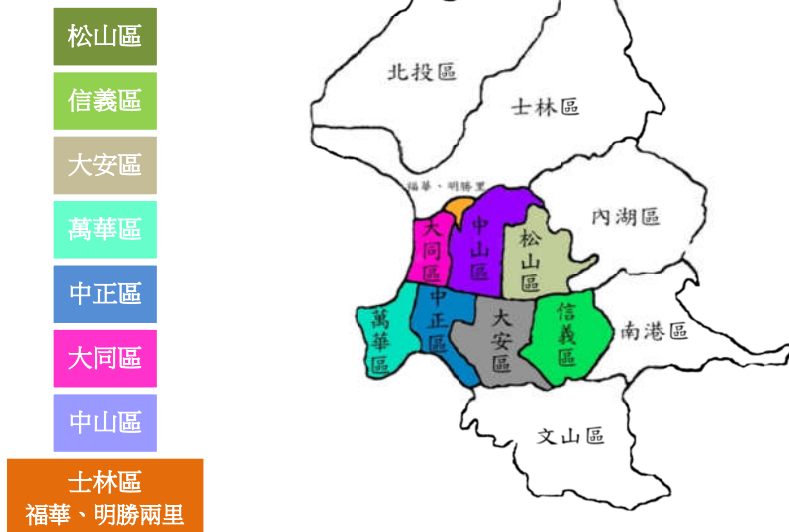 松山區
信義區
大安區
萬華區
中正區
大同區
中山區
士林區
福華、明勝兩里
北投區
士林區
福華、明勝里
內湖區
大同區
中山區
松山區
萬華區
中正區
大安區
信義區
南港區
文山區